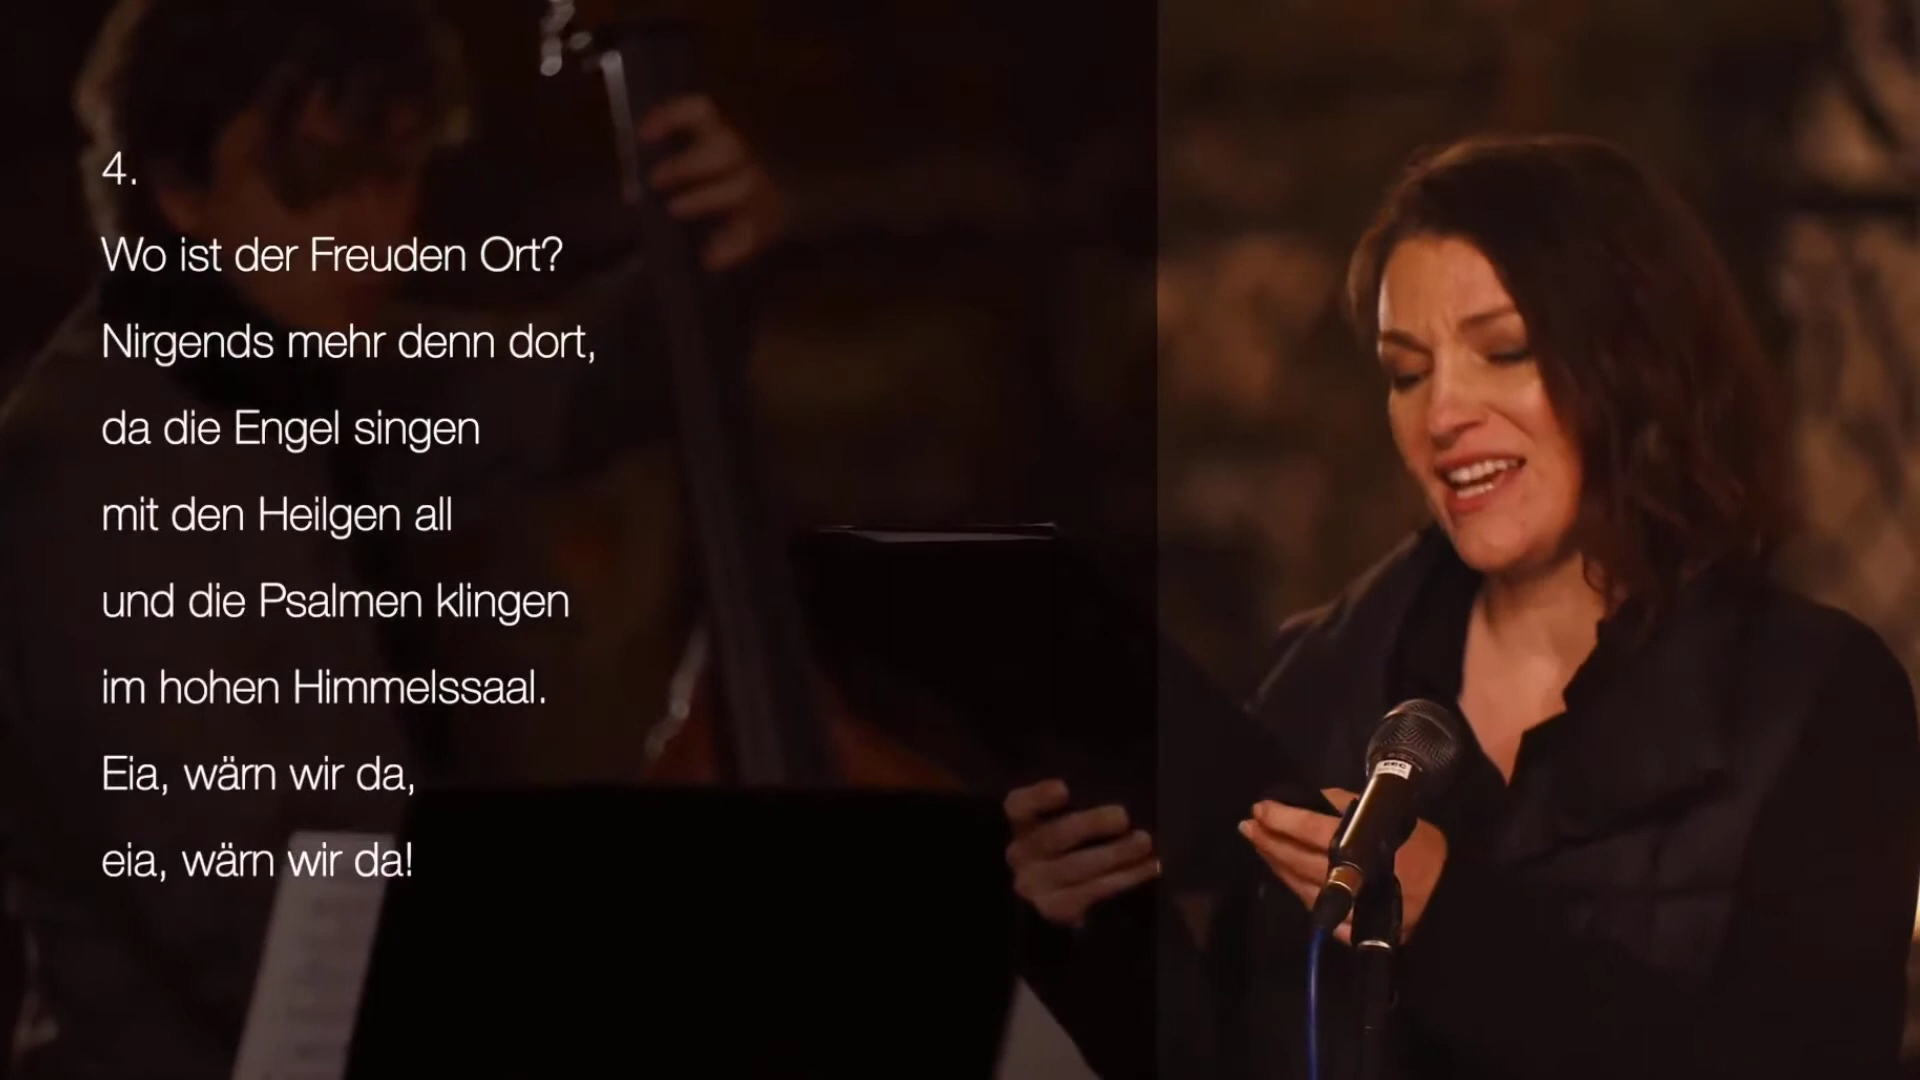 4.
Wo ist der Freuden Ort?
Nirgends mehr denn dort,
da die Engel singen
mit den Heilgen all
und die Psalmen klingen
im hohen Himmelssaal.
Eia, wärn wir da,
eia, wärn wir da!